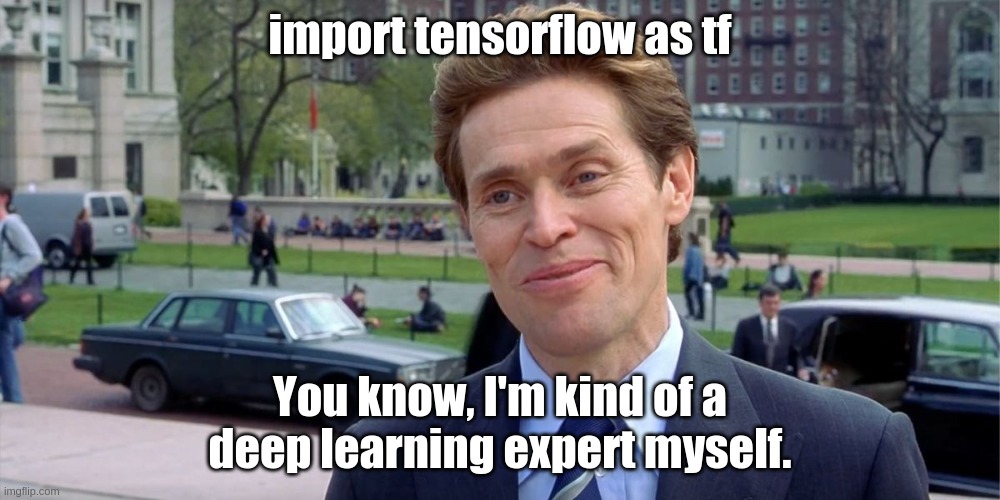 import tensorflow as tf
You know, I'm kind of a
deep learning expert myself.
imgflip.com